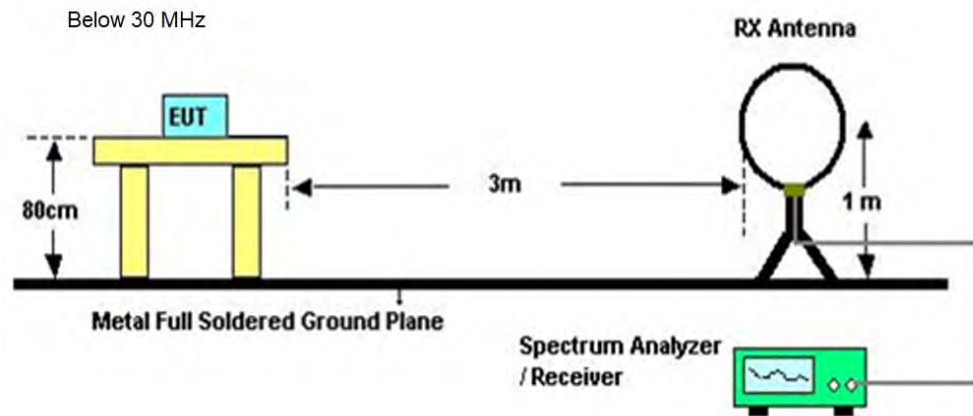 Below 30 MHz
RX Antenna
EUT
80cm
3m
1 m
Metal Full Soldered Ground Plane
Spectrum Analyzer
/ Receiver